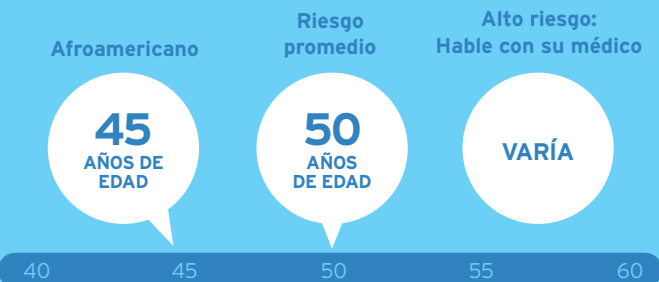 Afroamericano
Riesgo
promedio
Alto riesgo:
Hable con su médico
45
AÑOS DE
EDAD
50
AÑOS
DE EDAD
VARÍA
40 45 50 55 60